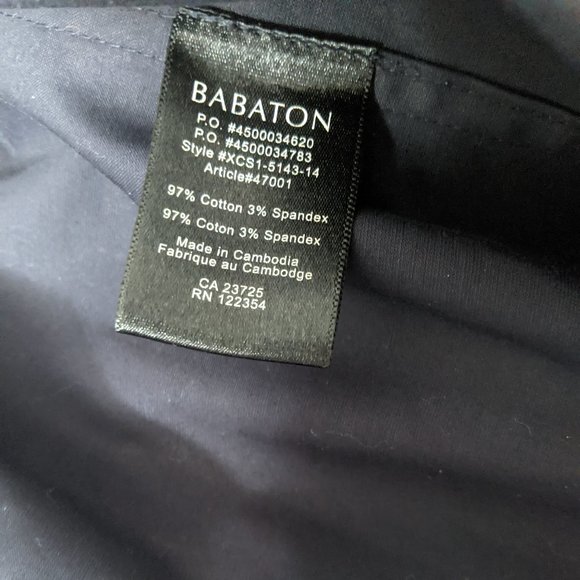 BABATON
P.O. #4500034620
P.O. #4500034783
Style #XCS1-5143-14
Article#47001
97% Cotton 3% Spandex
97% Coton 3% Spandex
Made in Cambodia
Fabrique au Cambodge
CA 23725
RN 122354